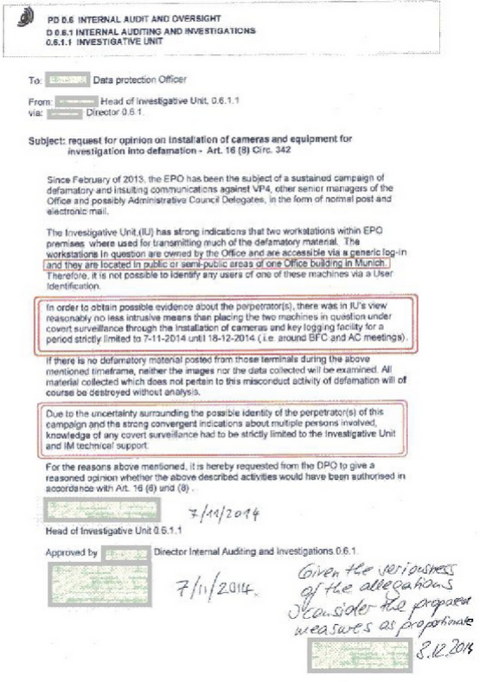 PD 0.6 INTERNAL AUDIT AND OVERSIGHT
D 0.6.1 INTERNAL AUDITING AND INVESTIGATIONS
0.6.1.1 INVESTIGATIVE UNIT
To: Data protection Officer
From: Head of Investigative Unit, 0.6.1.1
via: Director 0.6.1.
Subject: request for opinion on installation of cameras and equipment for
investigation into defamation - Art. 16 (8) Circ. 342
Since February of 2013, the EPO has been the subject of a sustained campaign of
defamatory and insulting communications against VP4, other senior managers of the
Office and possibly Administrative Council Delegates, in the form of normal post and
electronic mail.
The Investigative Unit (IU) has strong indications that two workstations within EPO
premises where used for transmitting much of the defamatory material. The
workstations in question are owned by the Office and are accessible via a generic log-in
and they are located in public or semi-public areas of one Office building in Munich.
Therefore, it is not possible to identify any users of one of these machines via a User
Identification.
In order to obtain possible evidence about the perpetrator(s), there was in IU's view
reasonably no less intrusive means than placing the two machines in question under
covert surveillance through the installation of cameras and key logging facility for a
period strictly limited to 7-11-2014 until 18-12-2014 (i.e. around BFC and AC meetings).
If there is no defamatory material posted from those terminals during the above
mentioned timeframe, neither the images nor the data collected will be examined. All
material collected which does not pertain to this misconduct activity of defamation will of
course be destroyed without analysis.
Due to the uncertainty surrounding the possible identity of the perpetrator(s) of this
campaign and the strong convergent indications about multiple persons involved,
knowledge of any covert surveillance had to be strictly limited to the Investigative Unit
and IM technical support.
For the reasons above mentioned, it is hereby requested from the DPO to give a
reasoned opinion whether the above described activities would have been authorised in
accordance with Art. 16 (6) and (8).
7/11/2014
Head of Investigative Unit 0.6.1.1
Approved by Director Internal Auditing and Investigations 0.6.1.
7/11/2014.
Given the seriousness
of the allegations
I consider the proposed
measures as proportionate
3.12.2014